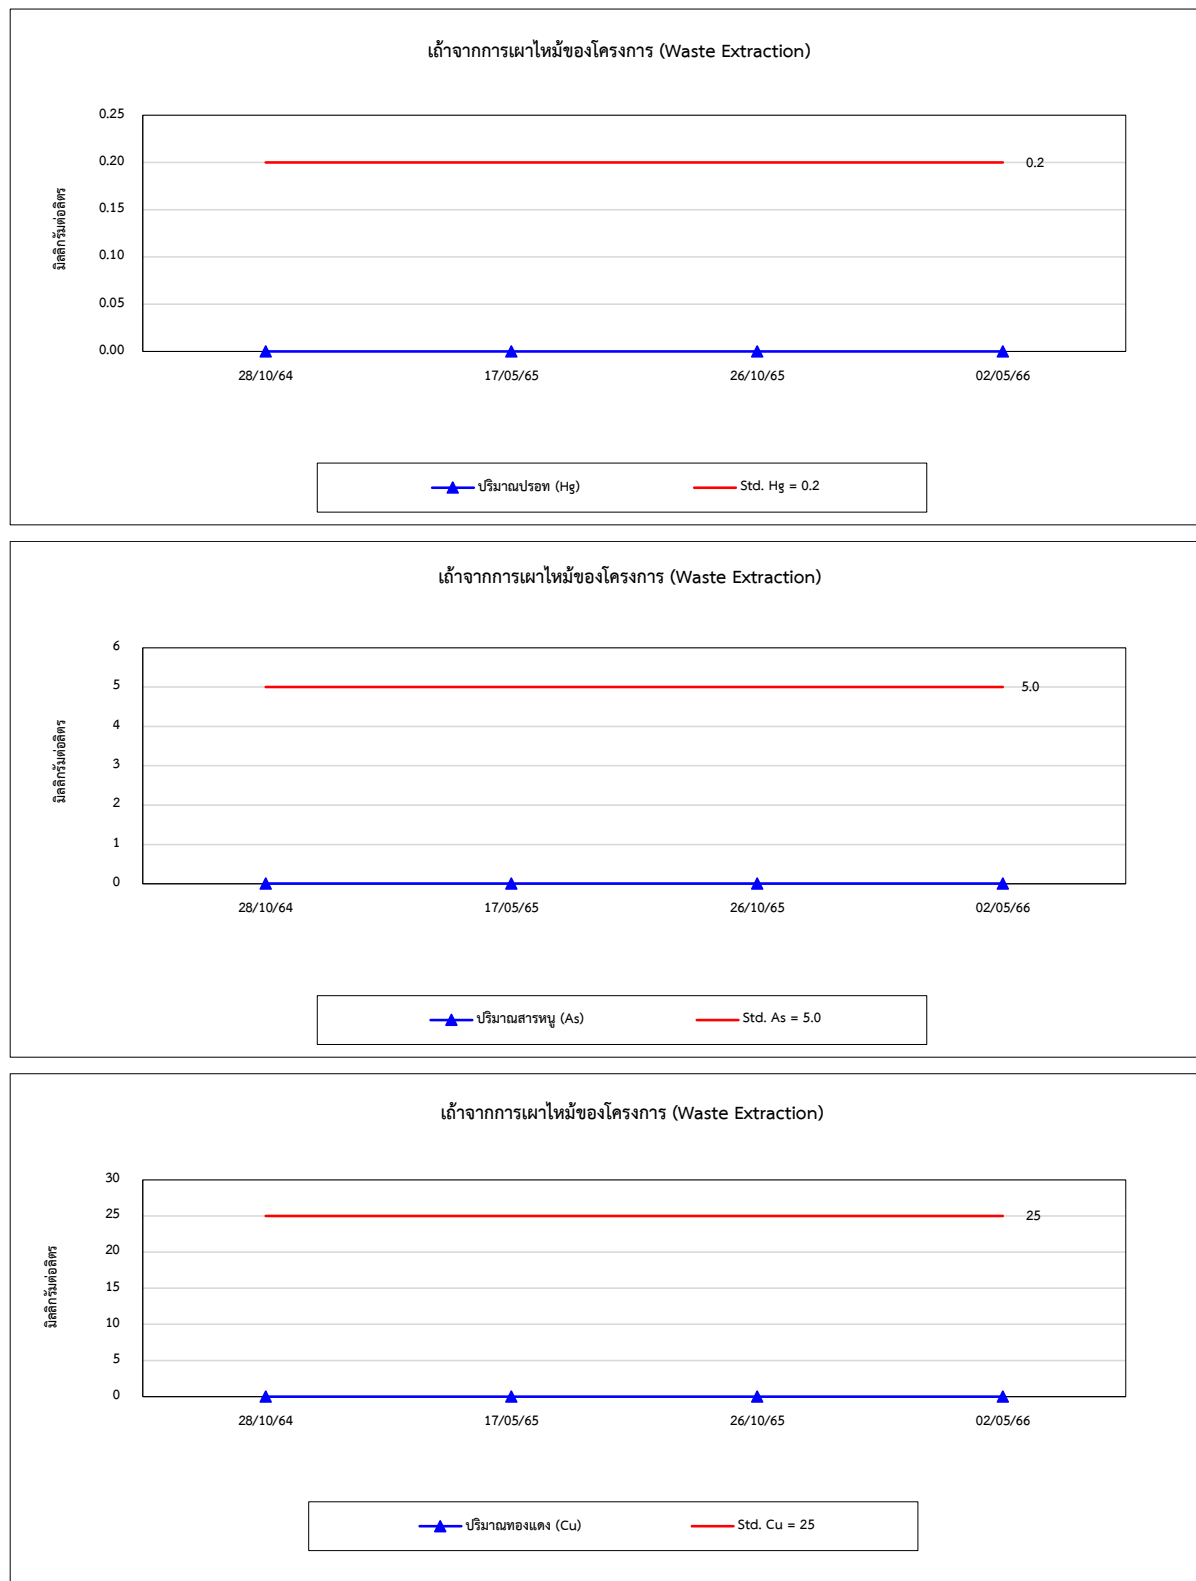 เถ้าจากการเผาไหม้ของโครงการ (Waste Extraction)
มิลลิกรัมต่อลิตร
0.25
0.20
0.15
0.10
0.05
0.00
0.2
28/10/64 17/05/65 26/10/65 02/05/66
ปริมาณปรอท (Hg) Std. Hg = 0.2
เถ้าจากการเผาไหม้ของโครงการ (Waste Extraction)
มิลลิกรัมต่อลิตร
6
5
4
3
2
1
0
5.0
28/10/64 17/05/65 26/10/65 02/05/66
ปริมาณสารหนู (As) Std. As = 5.0
เถ้าจากการเผาไหม้ของโครงการ (Waste Extraction)
มิลลิกรัมต่อลิตร
30
25
20
15
10
5
0
25
28/10/64 17/05/65 26/10/65 02/05/66
ปริมาณทองแดง (Cu) Std. Cu = 25